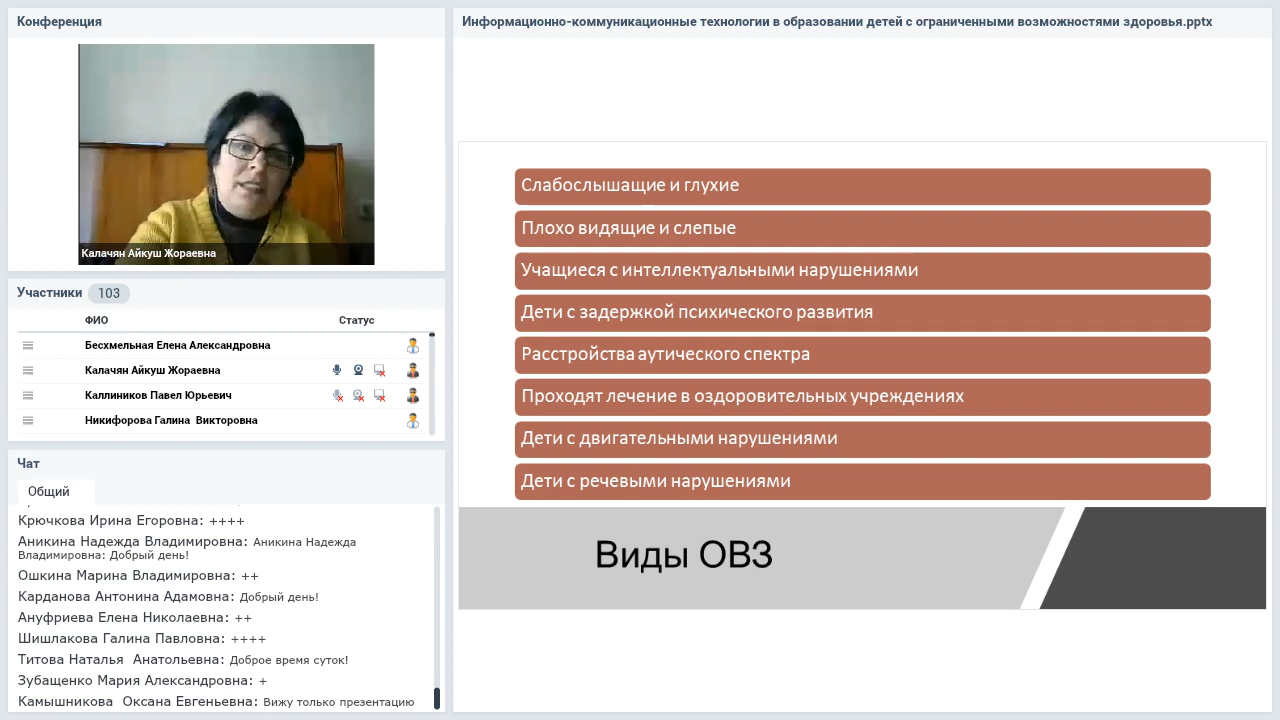 Конференция
Калачян Айкуш Жораевна
Участники 103
ФИО Статус
Бесхмельная Елена Александровна
Калачян Айкуш Жораевна
Каллиников Павел Юрьевич
Никифорова Галина Викторовна
Чат
Общий
Крючкова Ирина Егоровна: ++++
Аникина Надежда Владимировна: Аникина Надежда
Владимировна: Добрый день!
Ошкина Марина Владимировна: ++
Карданова Антонина Адамовна: Добрый день!
Ануфриева Елена Николаевна: ++
Шишлакова Галина Павловна: ++++
Титова Наталья Анатольевна: Доброе время суток!
Зубащенко Мария Александровна: +
Камышникова Оксана Евгеньевна: Вижу только презентацию
Информационно-коммуникационные технологии в образовании детей с ограниченными возможностями здоровья.pptx
Слабослышащие и глухие
Плохо видящие и слепые
Учащиеся с интеллектуальными нарушениями
Дети с задержкой психического развития
Расстройства аутического спектра
Проходят лечение в оздоровительных учреждениях
Дети с двигательными нарушениями
Дети с речевыми нарушениями
Виды ОВЗ